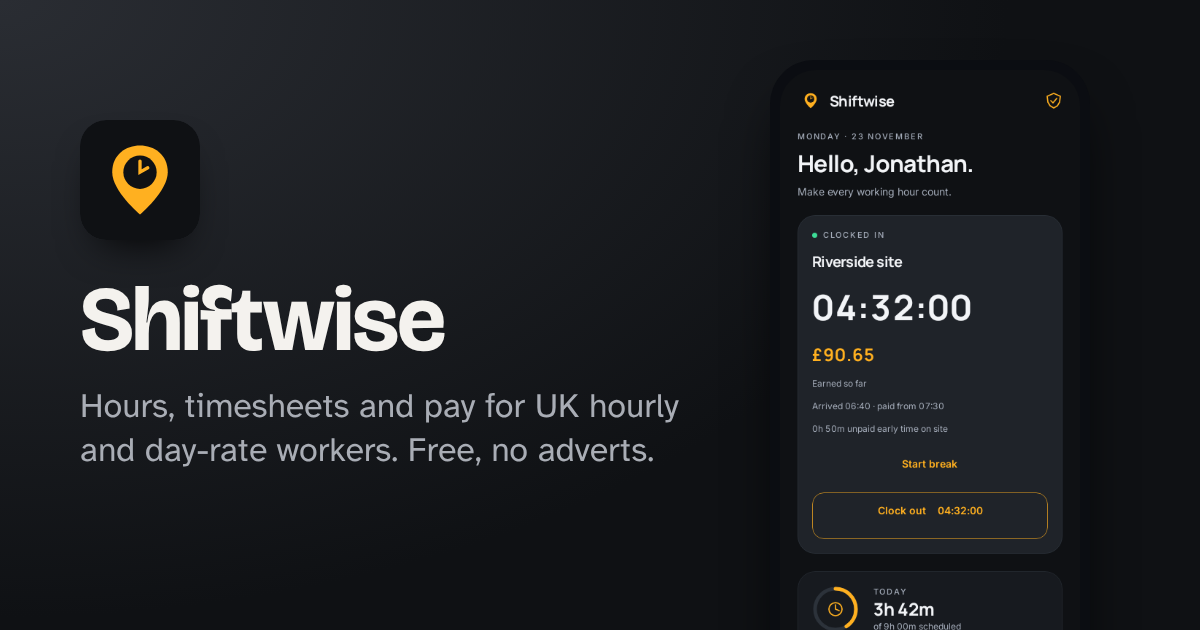 Shiftwise
Hours, timesheets and pay for UK hourly
and day-rate workers. Free, no adverts.
Shiftwise
MONDAY · 23 NOVEMBER
Hello, Jonathan.
Make every working hour count.
CLOCKED IN
Riverside site
04:32:00
£90.65
Earned so far
Arrived 06:40 · paid from 07:30
0h 50m unpaid early time on site
Start break
Clock out 04:32:00
TODAY
3h 42m
of 9h 00m scheduled